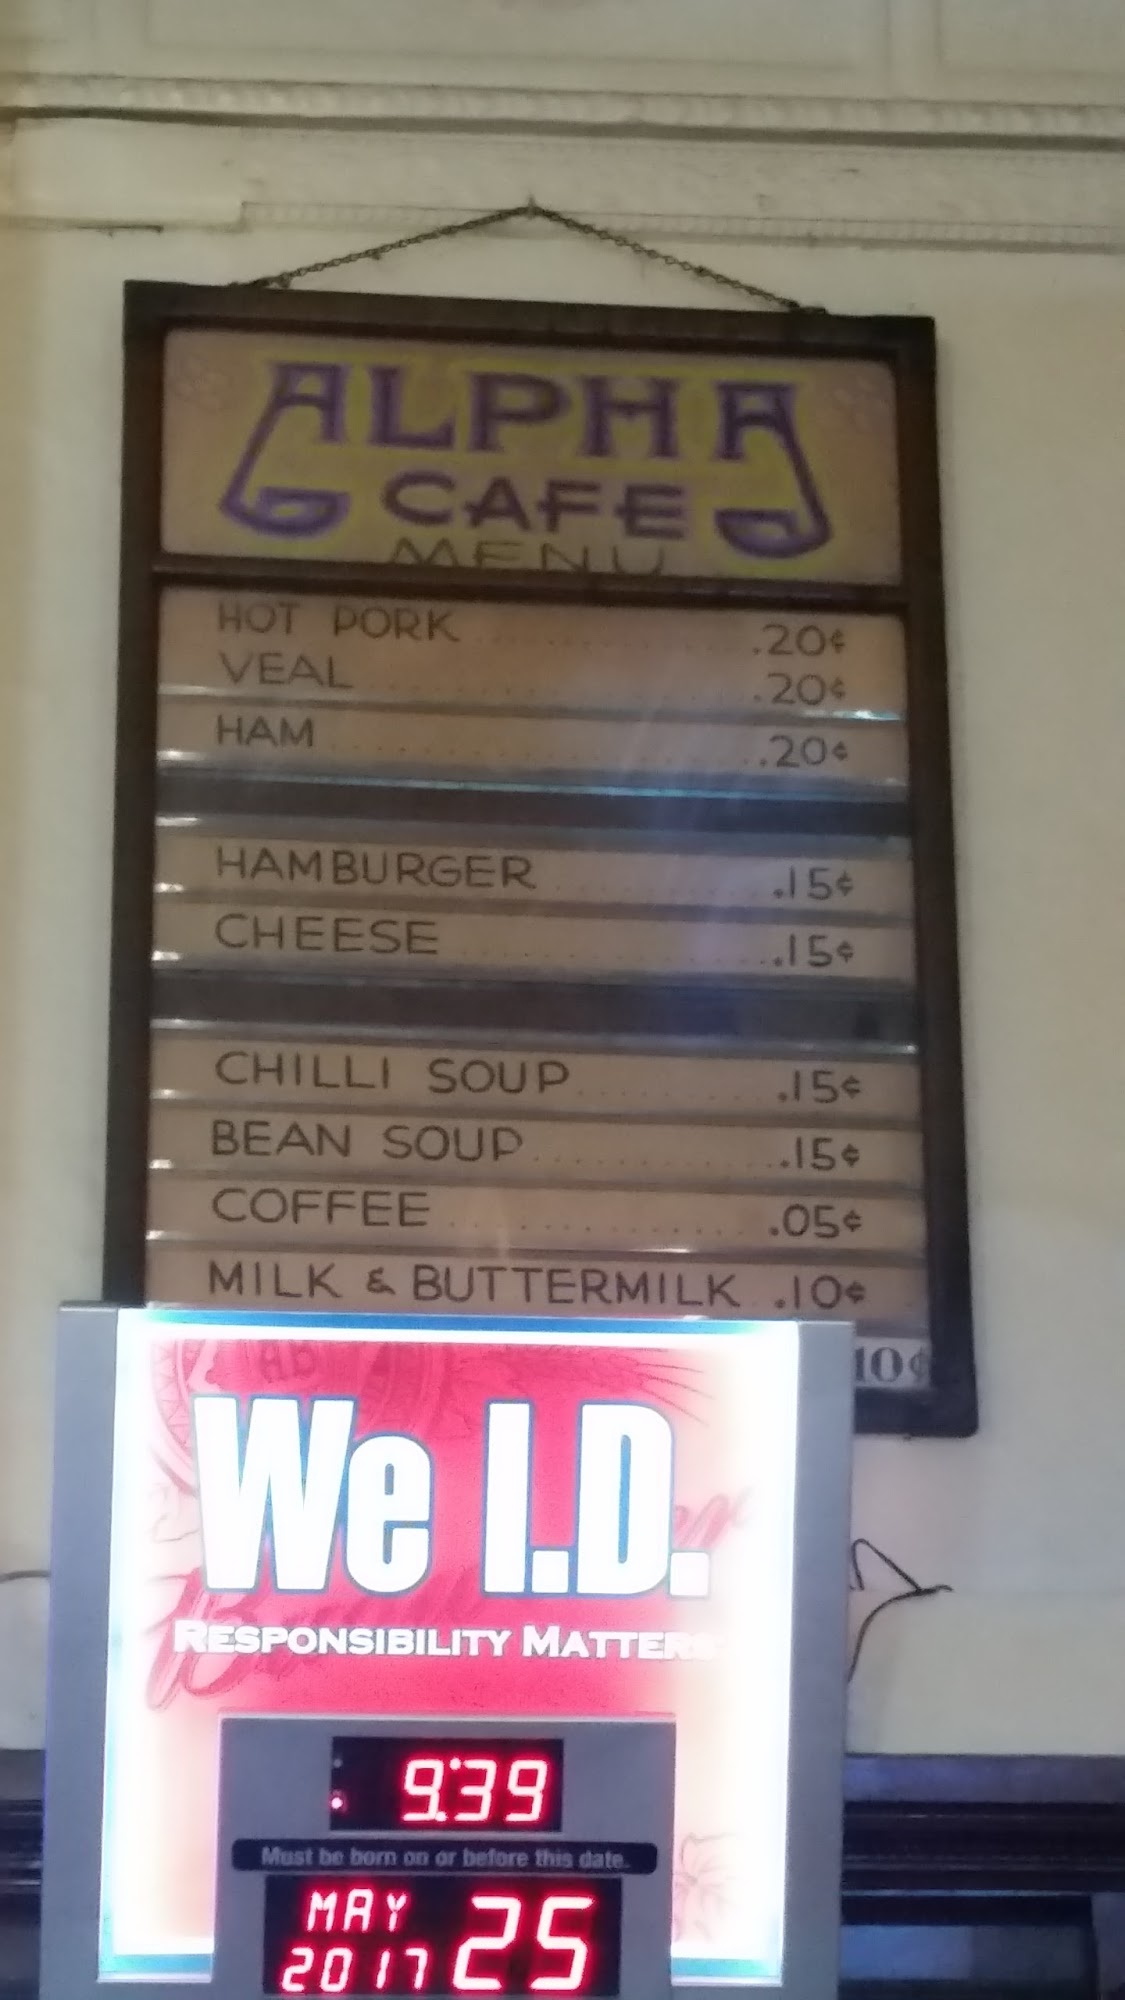 ALPHA
CAFE
MENU
HOT PORK .20¢
VEAL .20¢
HAM .20¢
HAMBURGER .15¢
CHEESE .15¢
CHILLI SOUP .15¢
BEAN SOUP .15¢
COFFEE .05¢
MILK & BUTTERMILK .10¢
10¢
AB
We I.D.
RESPONSIBILITY MATTERS
9:39
Must be born on or before this date.
MAY 25
2017